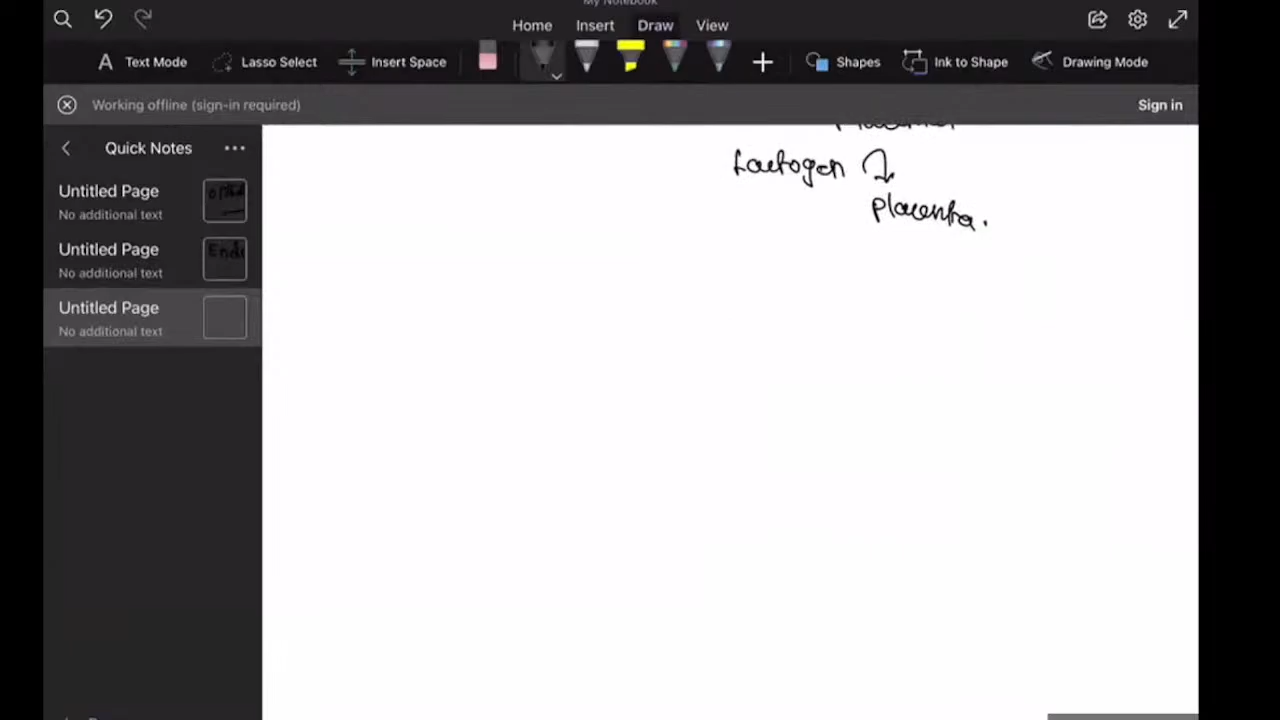 My Notebook
Home Insert Draw View
Text Mode Lasso Select Insert Space Shapes Ink to Shape Drawing Mode
Working offline (sign-in required) Sign in
Quick Notes
Untitled Page
No additional text
Untitled Page
No additional text
Untitled Page
No additional text
Lactogen
placenta.